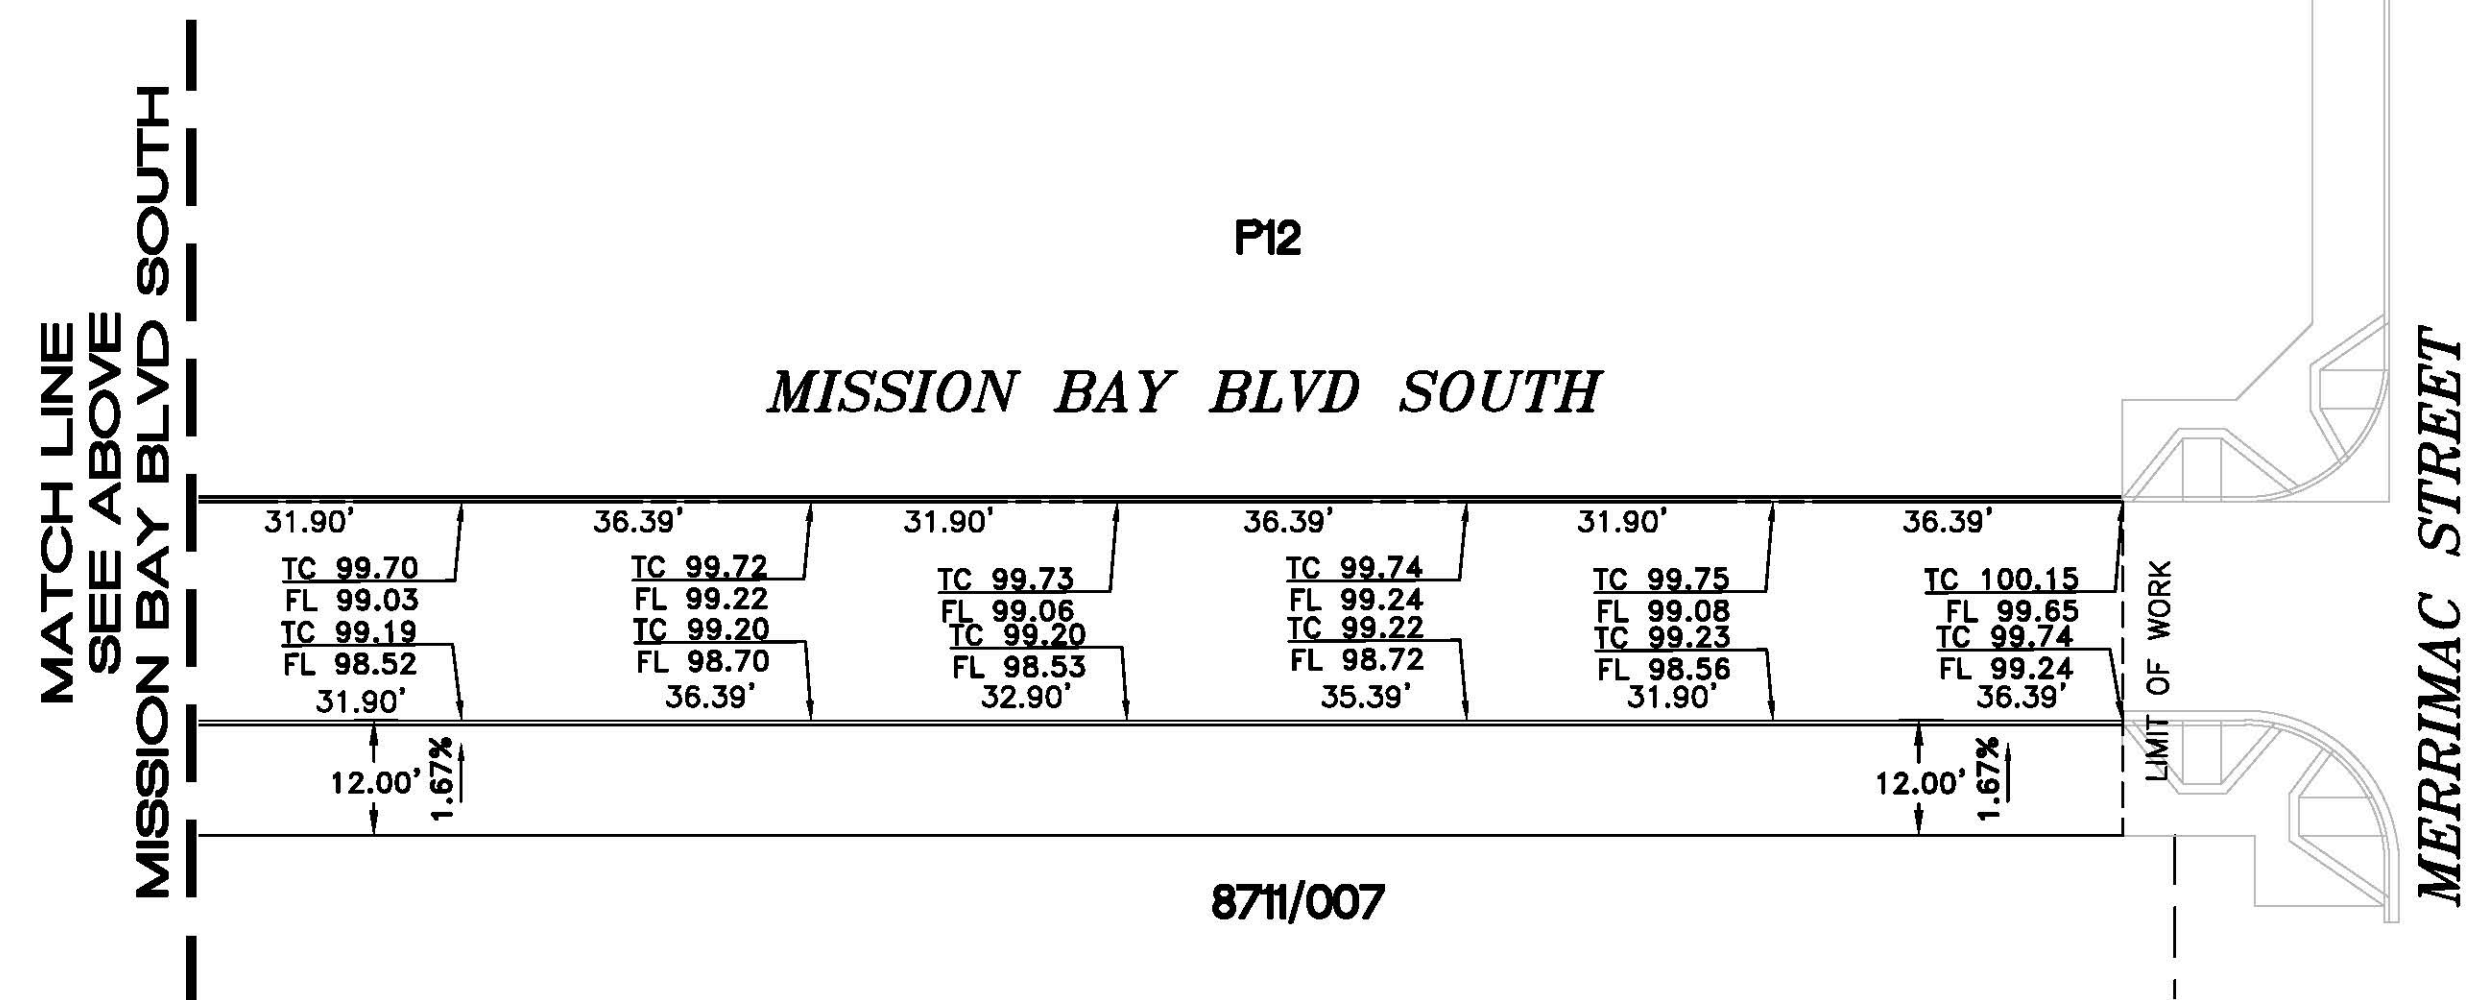 MATCH LINE
SEE ABOVE
MISSION BAY BLVD SOUTH
P12
MISSION BAY BLVD SOUTH
31.90' 36.39' 31.90' 36.39' 31.90' 36.39'
TC 99.70 TC 99.72 TC 99.73 TC 99.74 TC 99.75 TC 100.15
FL 99.03 FL 99.22 FL 99.06 FL 99.24 FL 99.08 FL 99.65
TC 99.19 TC 99.20 TC 99.20 TC 99.22 TC 99.23 TC 99.74
FL 98.52 FL 98.70 FL 98.53 FL 98.72 FL 98.56 FL 99.24
31.90' 36.39' 32.90' 35.39' 31.90' 36.39'
12.00' 1.67% 12.00' 1.67%
LIMIT OF WORK
MERRIMAC STREET
8711/007